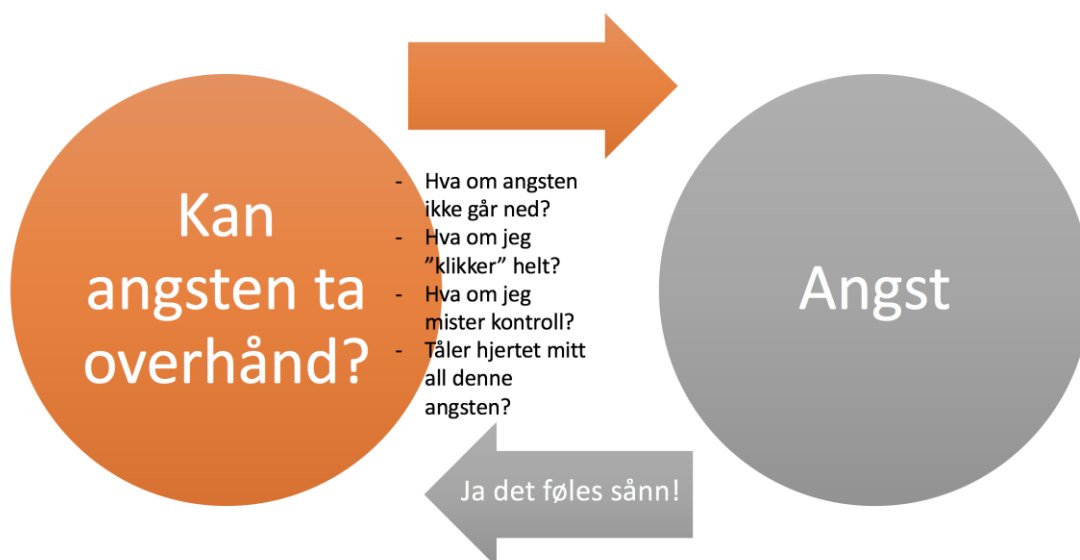 Kan
angsten ta
overhånd?
- Hva om angsten
ikke går ned?
- Hva om jeg
”klikker” helt?
- Hva om jeg
mister kontroll?
- Tåler hjertet mitt
all denne
angsten?
Angst
Ja det føles sånn!